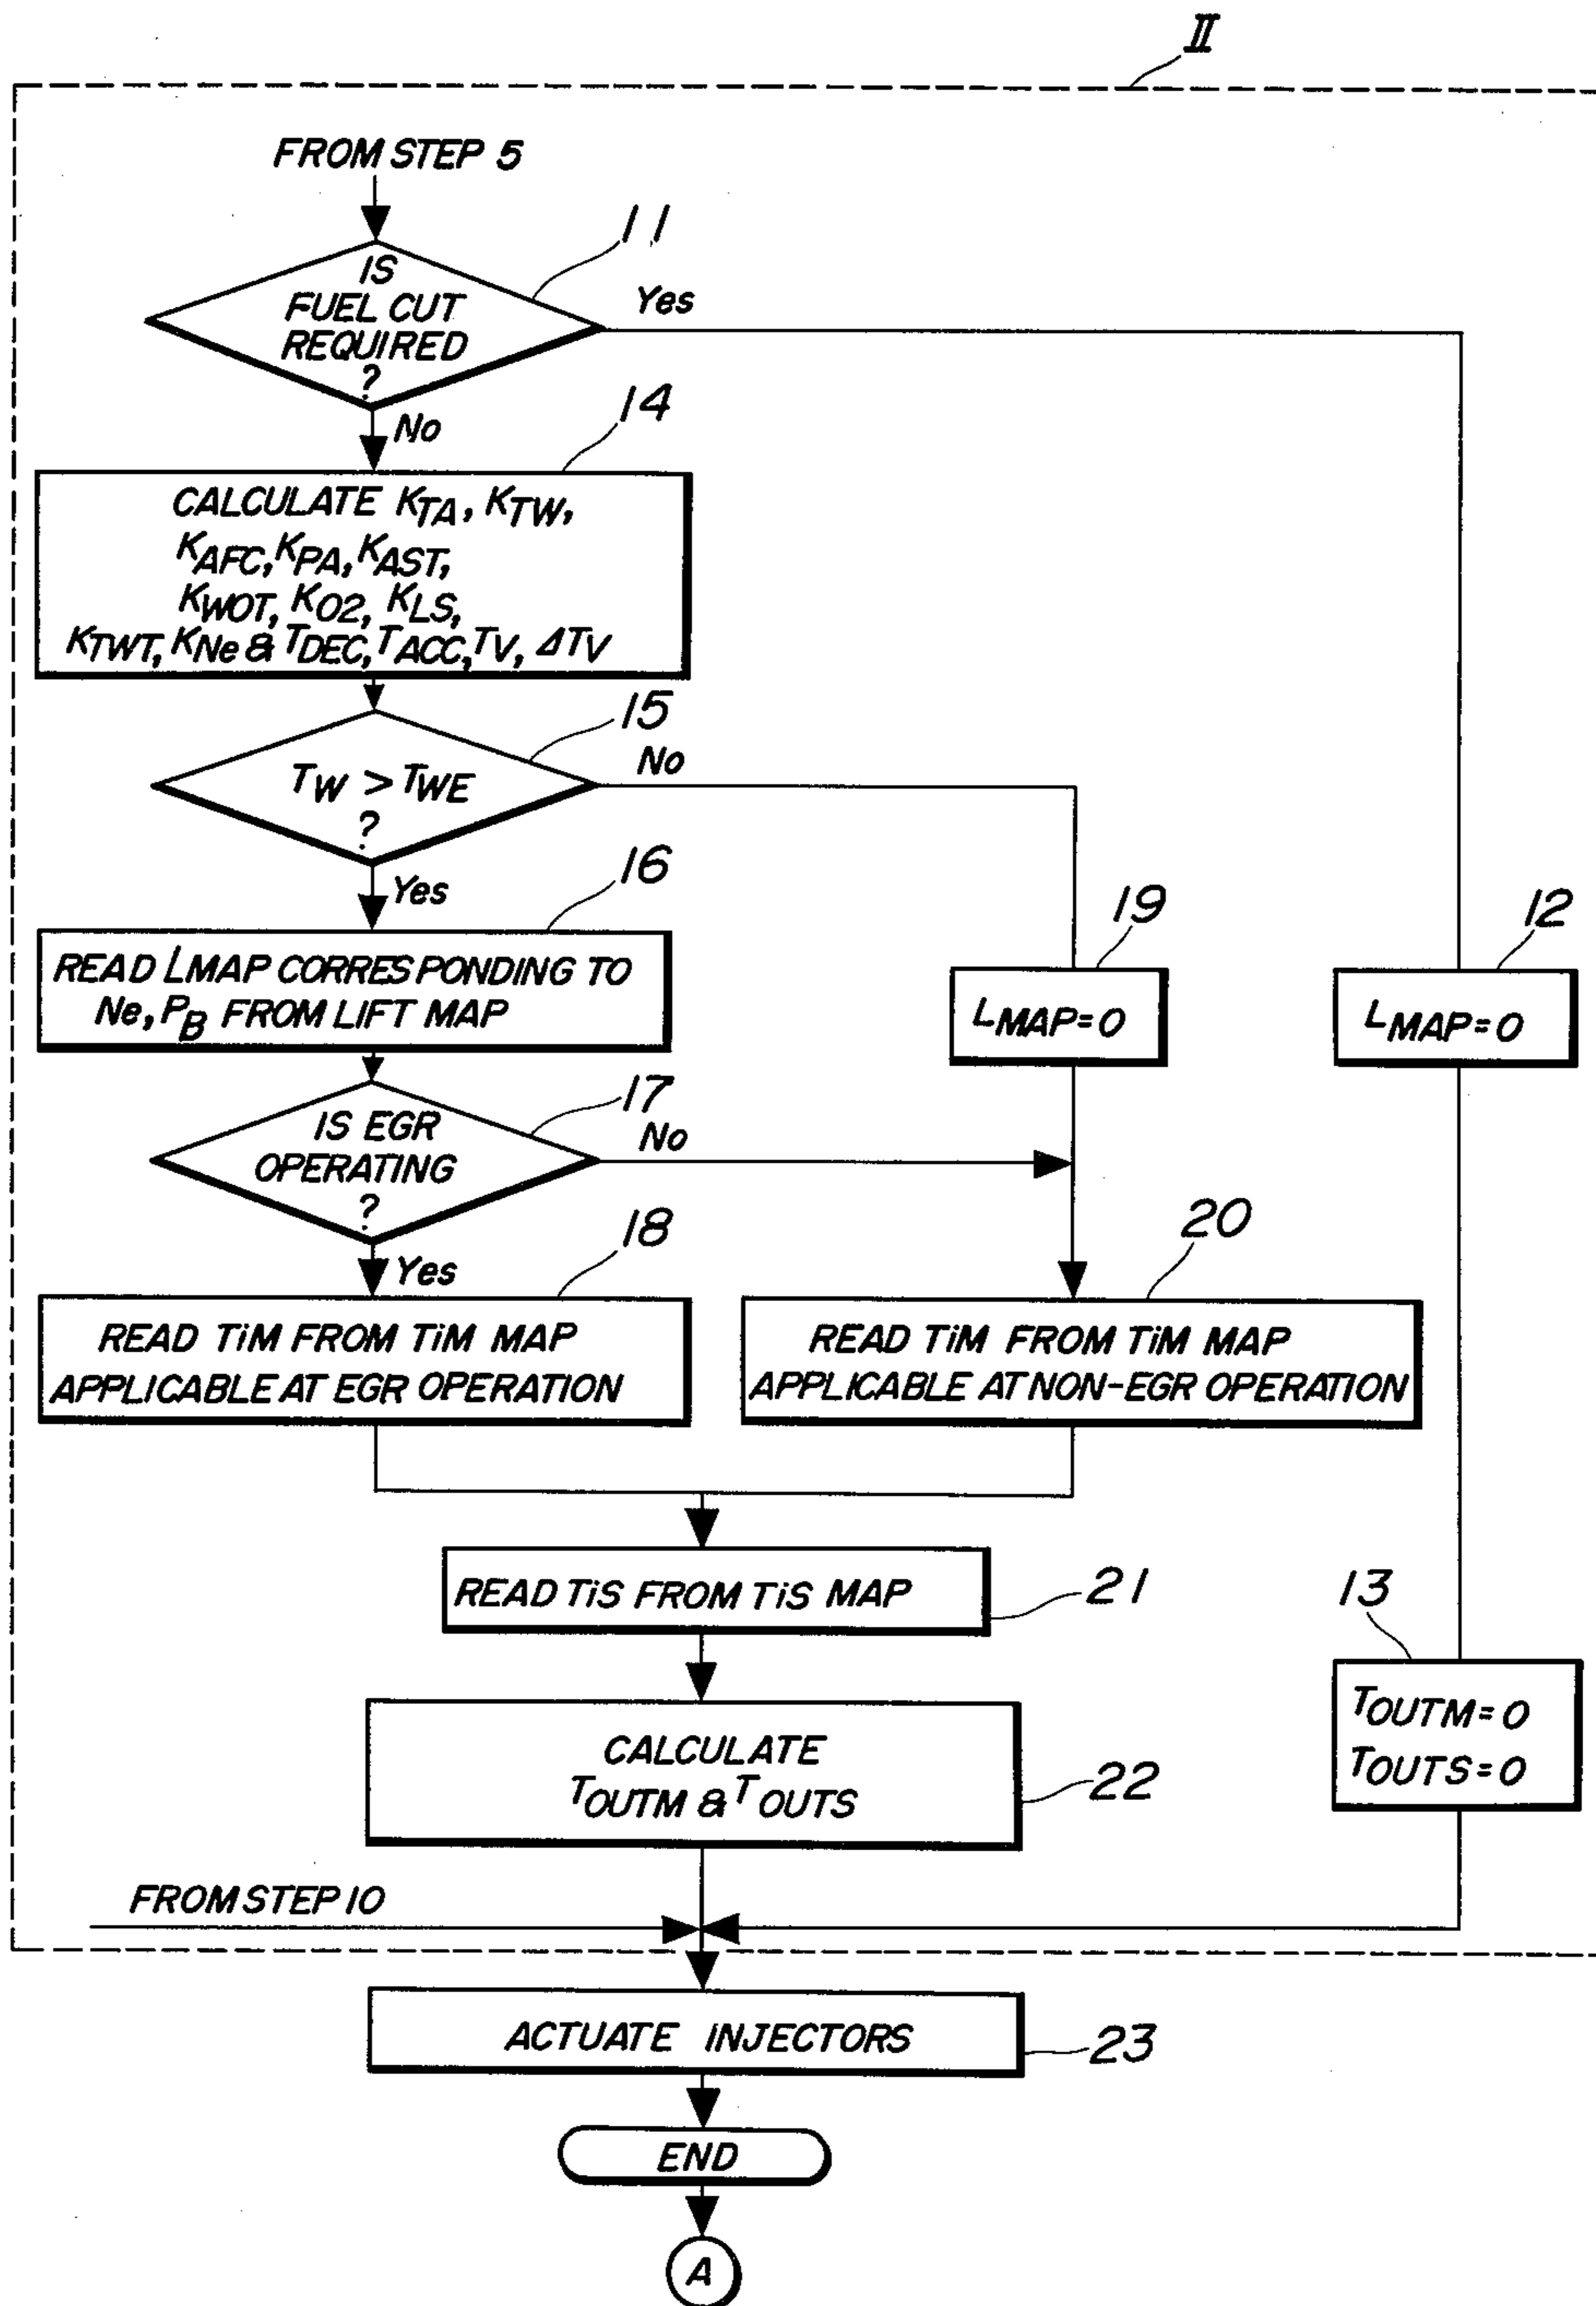 II
FROM STEP 5
11
IS
FUEL CUT
REQUIRED
?
Yes
No
14
CALCULATE KTA, KTW,
KAFC, KPA, KAST,
KWOT, KO2, KLS,
KTWT, KNe & TDEC, TACC, TV, ΔTV
15
TW > TWE
?
No
Yes
16
READ LMAP CORRESPONDING TO
Ne, PB FROM LIFT MAP
19
LMAP=0
12
LMAP=0
17
IS EGR
OPERATING
?
No
Yes
18
READ TiM FROM TiM MAP
APPLICABLE AT EGR OPERATION
20
READ TiM FROM TiM MAP
APPLICABLE AT NON-EGR OPERATION
READ TiS FROM TiS MAP
21
13
TOUTM=0
TOUTS=0
CALCULATE
TOUTM & TOUTS
22
FROM STEP 10
ACTUATE INJECTORS
23
END
A